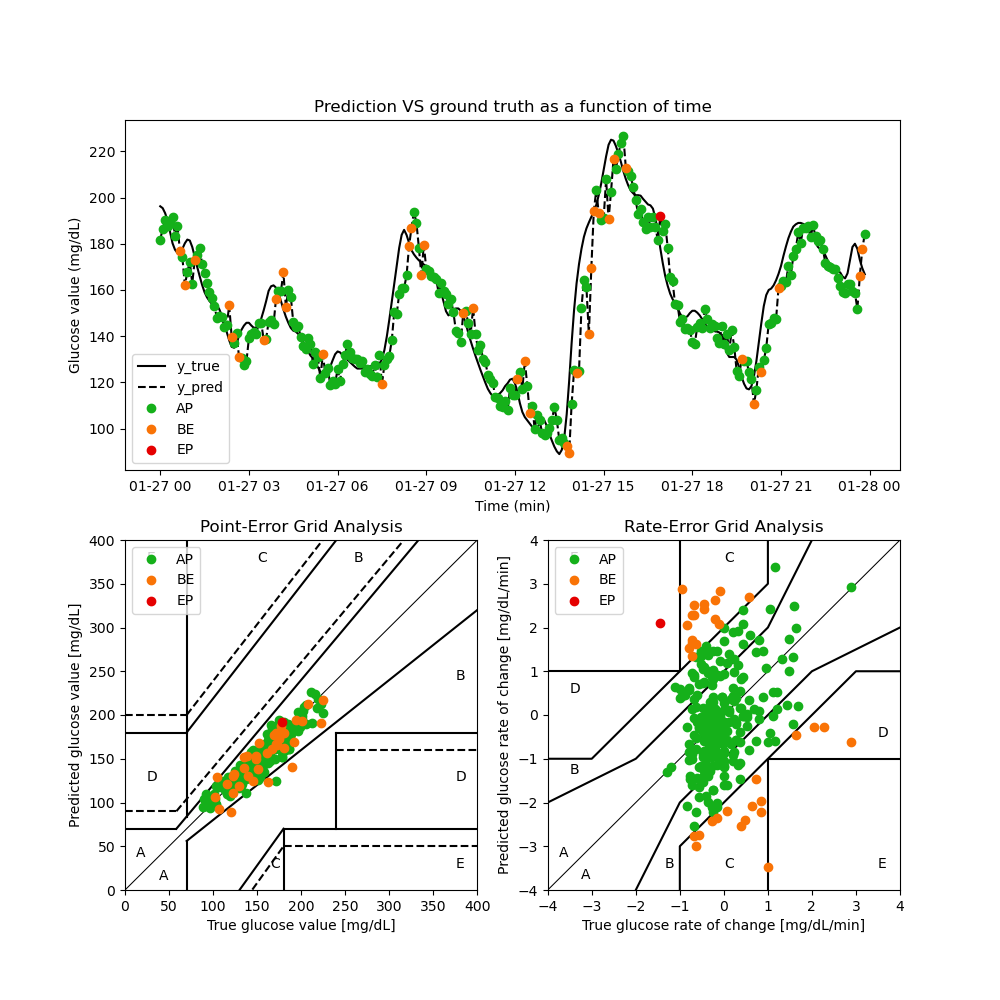 Prediction VS ground truth as a function of time
Glucose value (mg/dL)
220
200
180
160
140
120
100
y_true
y_pred
AP
BE
EP
01-27 00 01-27 03 01-27 06 01-27 09 01-27 12 01-27 15 01-27 18 01-27 21 01-28 00
Time (min)
Point-Error Grid Analysis
Predicted glucose value [mg/dL]
400
350
300
250
200
150
100
50
0
AP
BE
EP
C B
B
D D
A
A
C E
0 50 100 150 200 250 300 350 400
True glucose value [mg/dL]
Rate-Error Grid Analysis
Predicted glucose rate of change [mg/dL/min]
4
3
2
1
0
−1
−2
−3
−4
AP
BE
EP
C
D
D
B
A
A
B C E
−4 −3 −2 −1 0 1 2 3 4
True glucose rate of change [mg/dL/min]